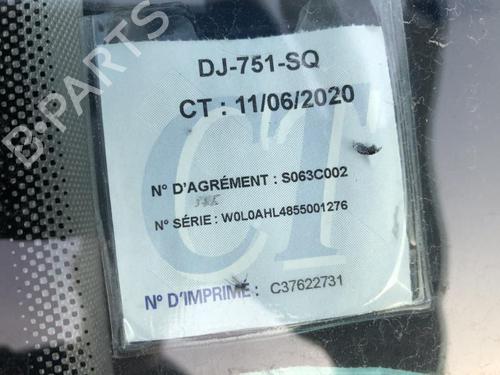 DJ-751-SQ
CT : 11/06/2020
CT
N° D'AGRÉMENT : S063C002
N° SÉRIE : W0L0AHL4855001276
N° D'IMPRIMÉ : C37622731
B-PARTS